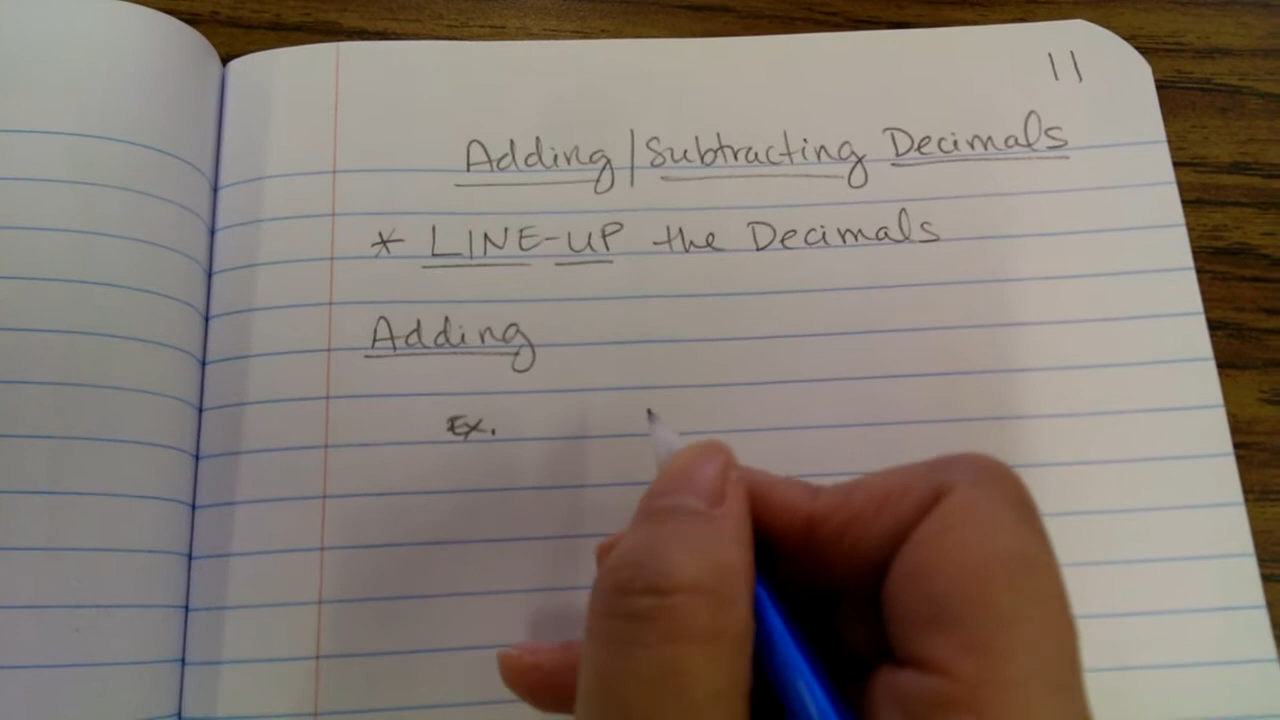 11
Adding/Subtracting Decimals
* LINE-UP the Decimals
Adding
Ex.